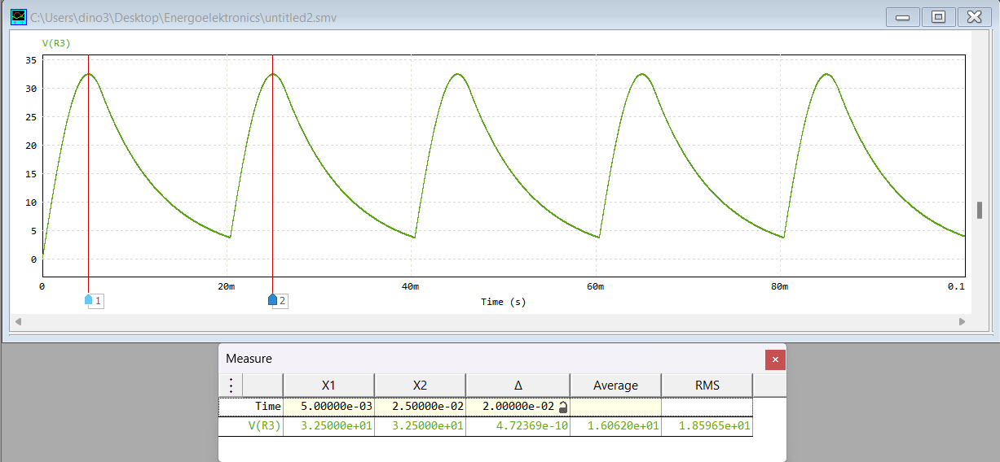 C:\Users\dino3\Desktop\Energoelektronics\untitled2.smv
V(R3)
35
30
25
20
15
10
5
0
0 20m 40m 60m 80m 0.1
1 2
Time (s)
Measure
X1 X2 Δ Average RMS
Time 5.00000e-03 2.50000e-02 2.00000e-02
V(R3) 3.25000e+01 3.25000e+01 4.72369e-10 1.60620e+01 1.85965e+01